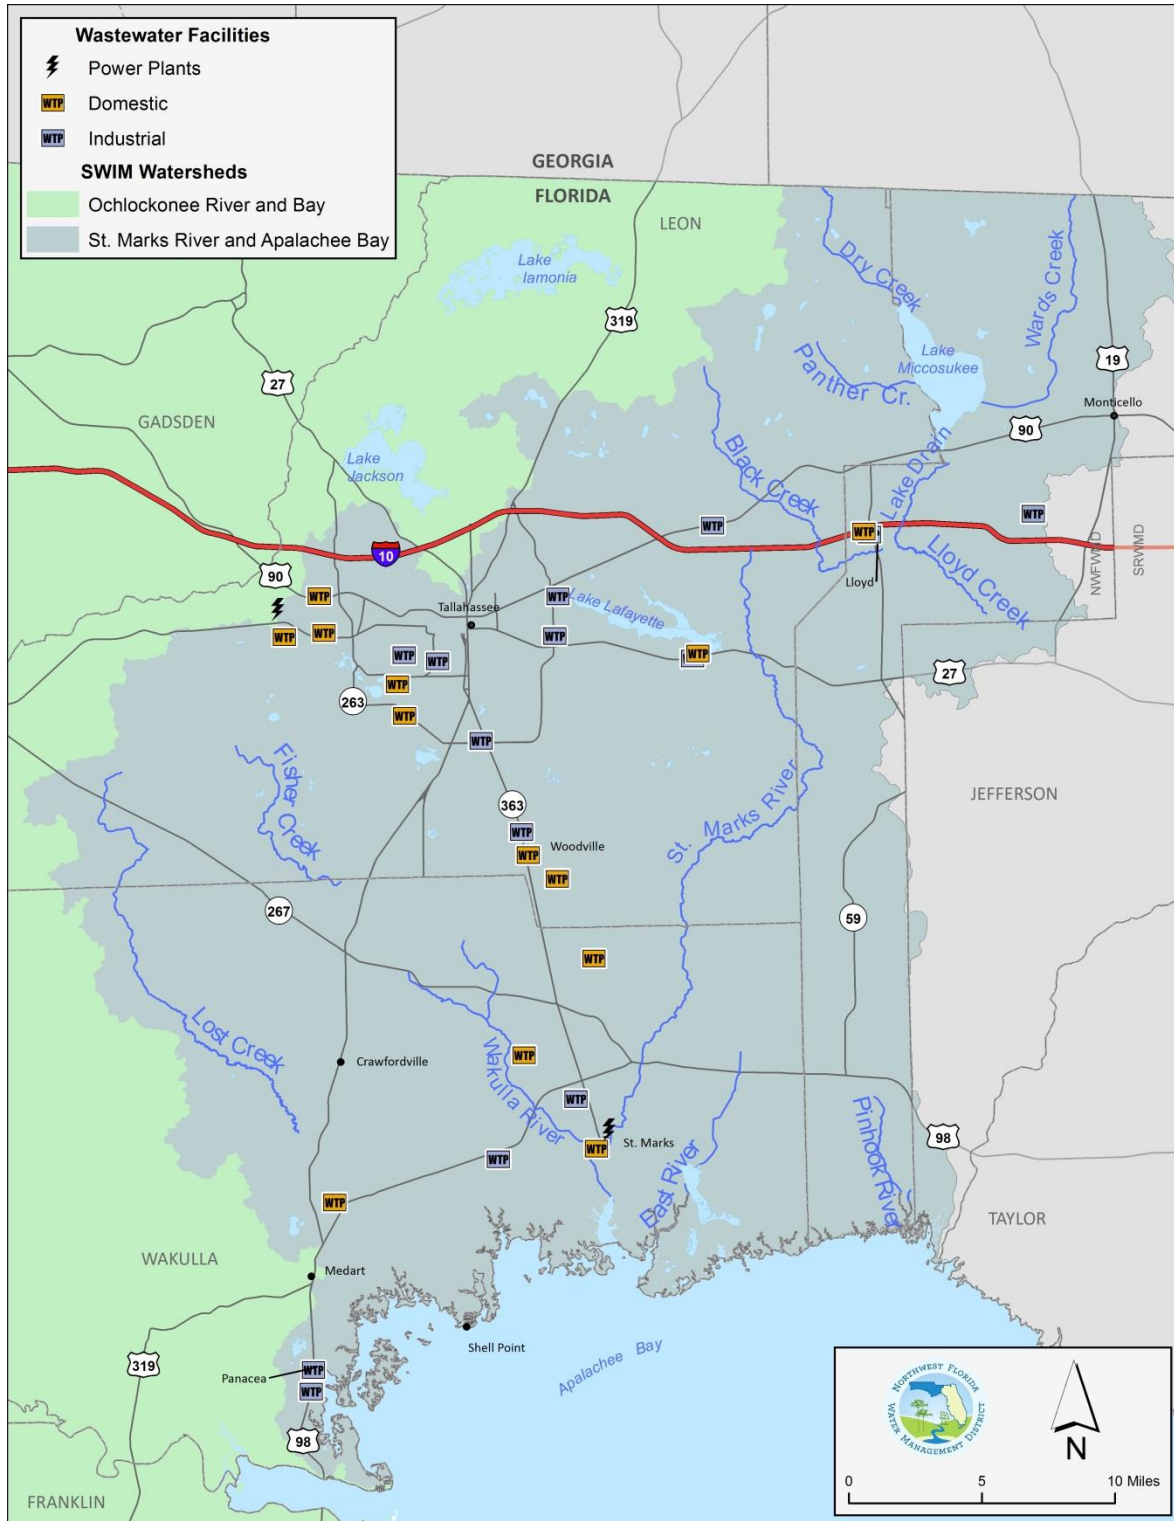 Wastewater Facilities
Power Plants
WTP Domestic
WTP Industrial
SWIM Watersheds
Ochlockonee River and Bay
St. Marks River and Apalachee Bay
GEORGIA
FLORIDA
LEON
Lake
Iamonia
Dry Creek
Wards Creek
319
Lake
Miccosukee
19
27
Panther Cr.
Monticello
GADSDEN
90
Lake
Jackson
Black Creek
Lake Drain
WTP
WTP
WTP
10
NWFWMD
SRWMD
Lloyd Creek
90
Lloyd
WTP
WTP
Lake Lafayette
Tallahassee
WTP
WTP
WTP
WTP
WTP
WTP
WTP
27
WTP
263
WTP
WTP
Fisher Creek
St. Marks River
JEFFERSON
363
WTP
Woodville
WTP
WTP
267
59
WTP
Lost Creek
Wakulla River
WTP
Crawfordville
WTP
Pinhook River
98
St. Marks
WTP
WTP
East River
WTP
TAYLOR
WAKULLA
Medart
Shell Point
Apalachee Bay
319
Panacea
WTP
WTP
98
FRANKLIN
NORTHWEST FLORIDA
WATER MANAGEMENT DISTRICT
N
0 5 10 Miles